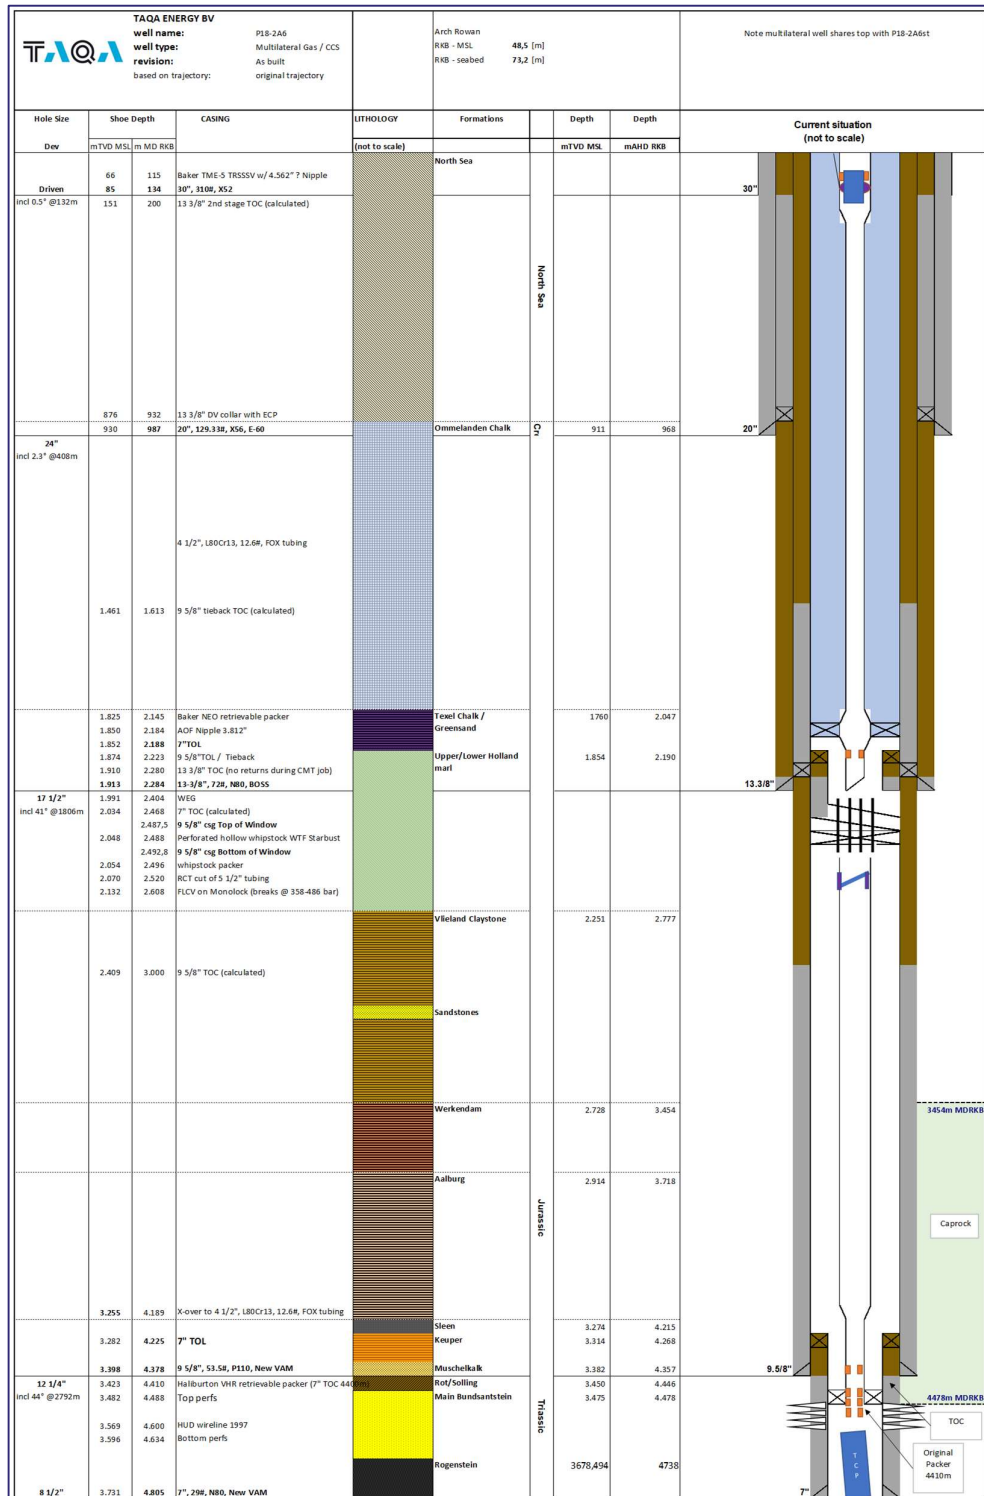 TAQA
TAQA ENERGY BV
well name: P18-2A6
well type: Multilateral Gas / CCS
revision: As built
based on trajectory: original trajectory
Arch Rowan
RKB - MSL 48,5 [m]
RKB - seabed 73,2 [m]
Note multilateral well shares top with P18-2A6st
Hole Size Shoe Depth CASING LITHOLOGY Formations Depth Depth
Current situation
(not to scale)
Dev mTVD MSL m MD RKB (not to scale) mTVD MSL mAHD RKB
North Sea
66 115 Baker TME-5 TRSSSV w/ 4.562" ? Nipple
Driven 85 134 30", 310#, X52 30"
incl 0.5° @132m 151 200 13 3/8" 2nd stage TOC (calculated)
North Sea
876 932 13 3/8" DV collar with ECP
930 987 20", 129.33#, X56, E-60 Ommelanden Chalk Cr 911 968 20"
24"
incl 2.3° @408m
4 1/2", L80Cr13, 12.6#, FOX tubing
1.461 1.613 9 5/8" tieback TOC (calculated)
1.825 2.145 Baker NEO retrievable packer Texel Chalk / 1760 2.047
1.850 2.184 AOF Nipple 3.812" Greensand
1.852 2.188 7"TOL
1.874 2.223 9 5/8"TOL / Tieback Upper/Lower Holland 1.854 2.190
1.910 2.280 13 3/8" TOC (no returns during CMT job) marl
1.913 2.284 13-3/8", 72#, N80, BOSS 13.3/8"
17 1/2" 1.991 2.404 WEG
incl 41° @1806m 2.034 2.468 7" TOC (calculated)
2.487,5 9 5/8" csg Top of Window
2.048 2.488 Perforated hollow whipstock WTF Starbust
2.492,8 9 5/8" csg Bottom of Window
2.054 2.496 whipstock packer
2.070 2.520 RCT cut of 5 1/2" tubing
2.132 2.608 FLCV on Monolock (breaks @ 358-486 bar)
Vlieland Claystone 2.251 2.777
2.409 3.000 9 5/8" TOC (calculated)
Sandstones
Werkendam 2.728 3.454 3454m MDRKB
Aalburg 2.914 3.718
Jurassic
Caprock
3.255 4.189 X-over to 4 1/2", L80Cr13, 12.6#, FOX tubing
Sleen 3.274 4.215
3.282 4.225 7" TOL Keuper 3.314 4.268
3.398 4.378 9 5/8", 53.5#, P110, New VAM Muschelkalk 3.382 4.357 9.5/8"
12 1/4" 3.423 4.410 Haliburton VHR retrievable packer (7" TOC 4400m) Rot/Solling 3.450 4.446
incl 44° @2792m 3.482 4.488 Top perfs Main Bundsantstein 3.475 4.478 4478m MDRKB
Triassic
TOC
3.569 4.600 HUD wireline 1997
3.596 4.634 Bottom perfs
Original
Packer
4410m
TCP
Rogenstein 3678,494 4738
8 1/2" 3.731 4.805 7", 29#, N80, New VAM 7"